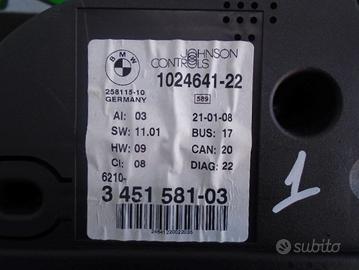 BMW
JOHNSON
CONTROLS
1024641-22
258115-10
GERMANY
589
AI: 03
21-01-08
SW: 11.01
BUS: 17
HW: 09
CAN: 20
CI: 08
DIAG: 22
6210-
3 451 581-03
1
subito